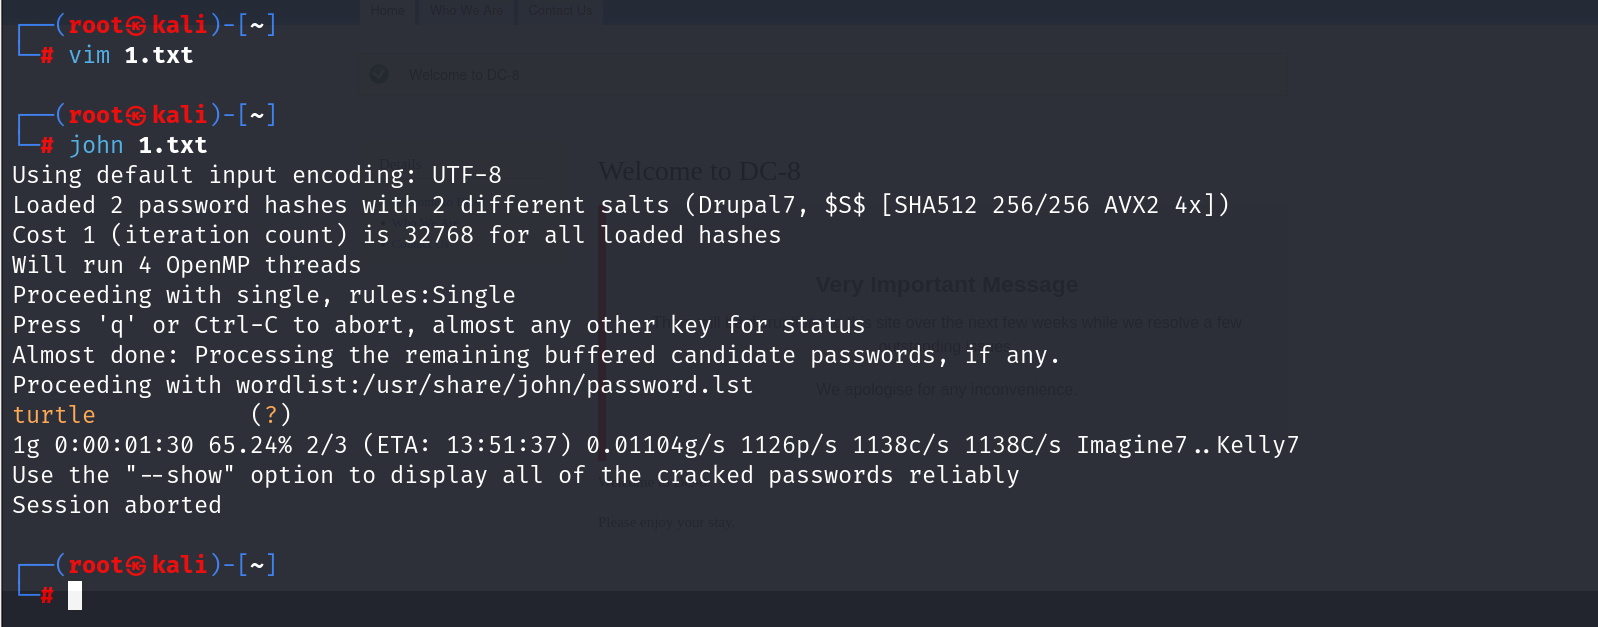 Home Who We Are Contact Us
┌──(root㉿kali)-[~]
└─# vim 1.txt
Welcome to DC-8
┌──(root㉿kali)-[~]
└─# john 1.txt
Details
Welcome to DC-8
Using default input encoding: UTF-8
Loaded 2 password hashes with 2 different salts (Drupal7, $S$ [SHA512 256/256 AVX2 4x])
Cost 1 (iteration count) is 32768 for all loaded hashes
Will run 4 OpenMP threads
Very Important Message
Proceeding with single, rules:Single
Press 'q' or Ctrl-C to abort, almost any other key for status
site over the next few weeks while we resolve a few
Almost done: Processing the remaining buffered candidate passwords, if any.
Proceeding with wordlist:/usr/share/john/password.lst
We apologise for any inconvenience.
turtle (?)
1g 0:00:01:30 65.24% 2/3 (ETA: 13:51:37) 0.01104g/s 1126p/s 1138c/s 1138C/s Imagine7..Kelly7
Use the "--show" option to display all of the cracked passwords reliably
Session aborted
Please enjoy your stay.
┌──(root㉿kali)-[~]
└─#